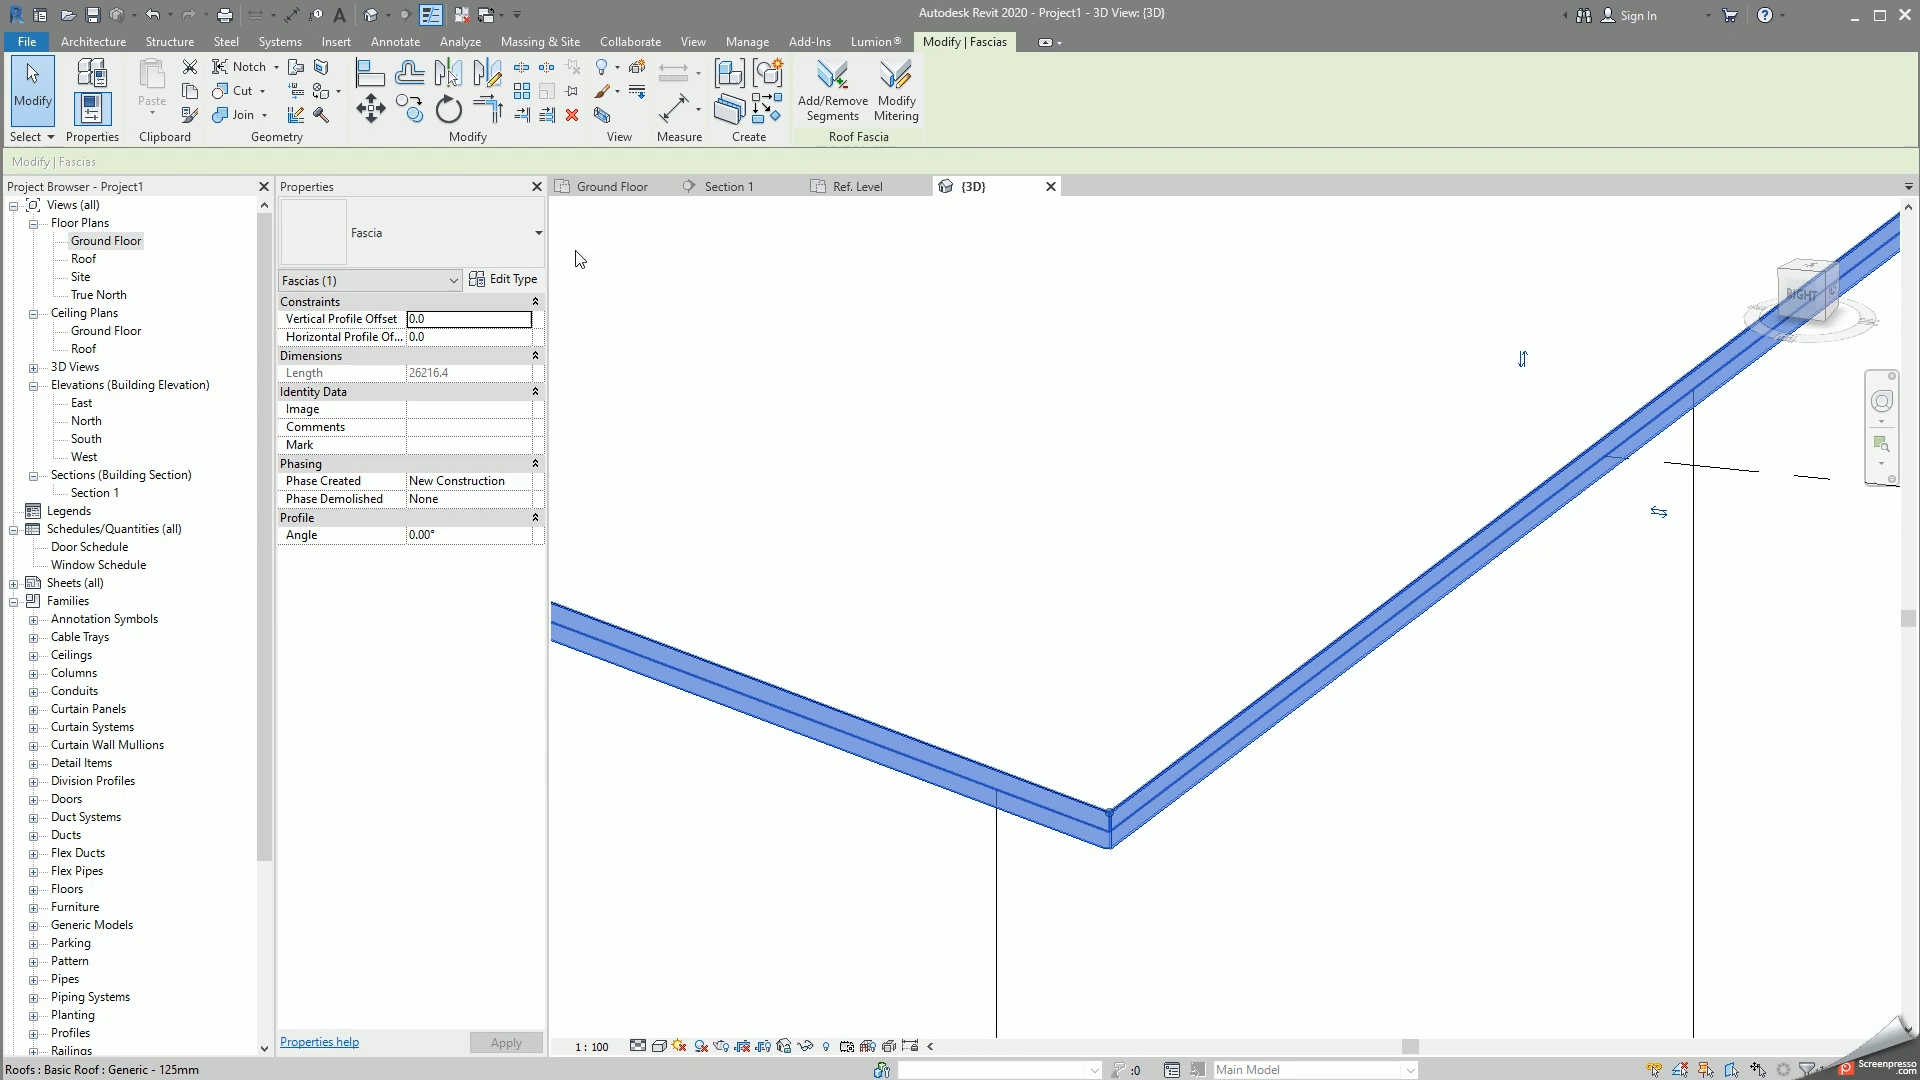 Autodesk Revit 2020 - Project1 - 3D View: {3D}
Sign In
File
Architecture
Structure
Steel
Systems
Insert
Annotate
Analyze
Massing & Site
Collaborate
View
Manage
Add-Ins
Lumion®
Modify | Fascias
Modify
Paste
Notch
Cut
Join
Add/Remove
Segments
Modify
Mitering
Select
Properties
Clipboard
Geometry
Modify
View
Measure
Create
Roof Fascia
Modify | Fascias
Project Browser - Project1
Views (all)
Floor Plans
Ground Floor
Roof
Site
True North
Ceiling Plans
Ground Floor
Roof
3D Views
Elevations (Building Elevation)
East
North
South
West
Sections (Building Section)
Section 1
Legends
Schedules/Quantities (all)
Door Schedule
Window Schedule
Sheets (all)
Families
Annotation Symbols
Cable Trays
Ceilings
Columns
Conduits
Curtain Panels
Curtain Systems
Curtain Wall Mullions
Detail Items
Division Profiles
Doors
Duct Systems
Ducts
Flex Ducts
Flex Pipes
Floors
Furniture
Generic Models
Parking
Pattern
Pipes
Piping Systems
Planting
Profiles
Railings
Properties
Fascia
Fascias (1)
Edit Type
Constraints
Vertical Profile Offset 0.0
Horizontal Profile Of... 0.0
Dimensions
Length 26216.4
Identity Data
Image
Comments
Mark
Phasing
Phase Created New Construction
Phase Demolished None
Profile
Angle 0.00°
Properties help
Apply
Ground Floor
Section 1
Ref. Level
{3D}
RIGHT
1 : 100
Roofs : Basic Roof : Generic - 125mm
:0
Main Model
Screenpresso
.com